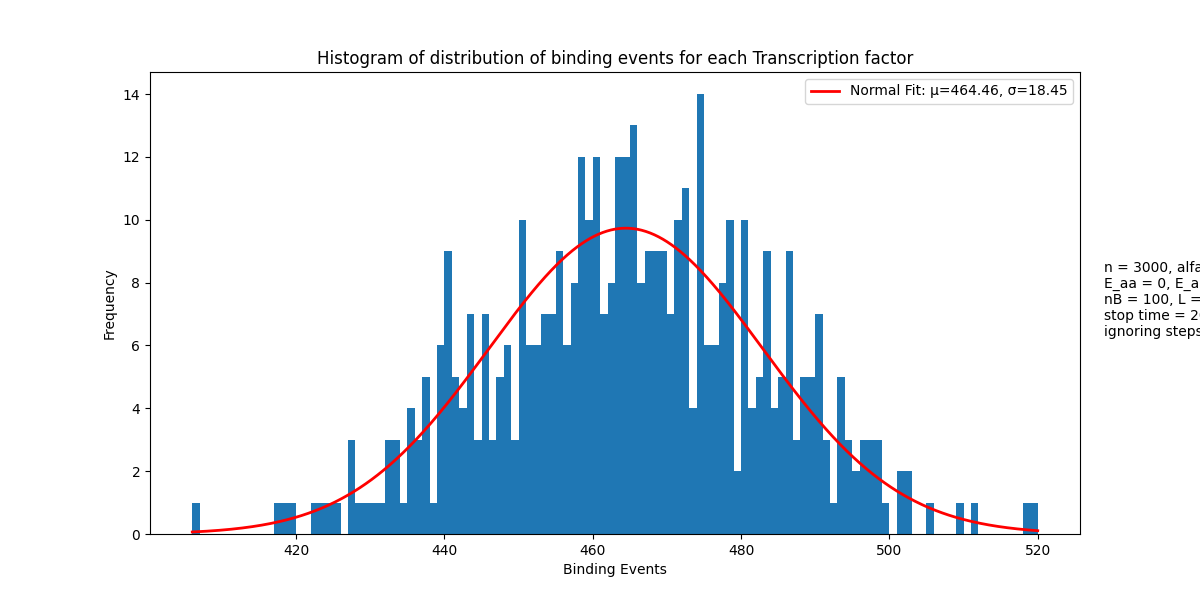 Histogram of distribution of binding events for each Transcription factor
Normal Fit: μ=464.46, σ=18.45
14
12
10
8
6
4
2
0
Frequency
420
440
460
480
500
520
Binding Events
n = 3000, alfa
E_aa = 0, E_a
nB = 100, L =
stop time = 2
ignoring steps